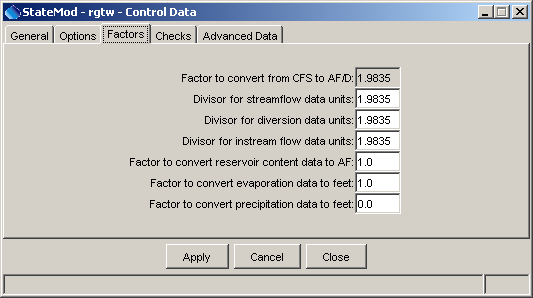 StateMod - rgtw - Control Data
General Options Factors Checks Advanced Data
Factor to convert from CFS to AF/D: 1.9835
Divisor for streamflow data units: 1.9835
Divisor for diversion data units: 1.9835
Divisor for instream flow data units: 1.9835
Factor to convert reservoir content data to AF: 1.0
Factor to convert evaporation data to feet: 1.0
Factor to convert precipitation data to feet: 0.0
Apply Cancel Close